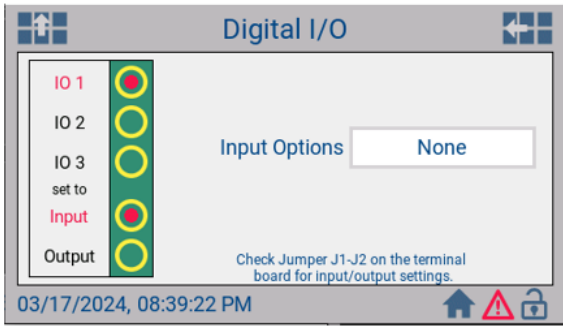 Digital I/O
IO 1
IO 2
IO 3
set to
Input
Output
Input Options
None
Check Jumper J1-J2 on the terminal
board for input/output settings.
03/17/2024, 08:39:22 PM